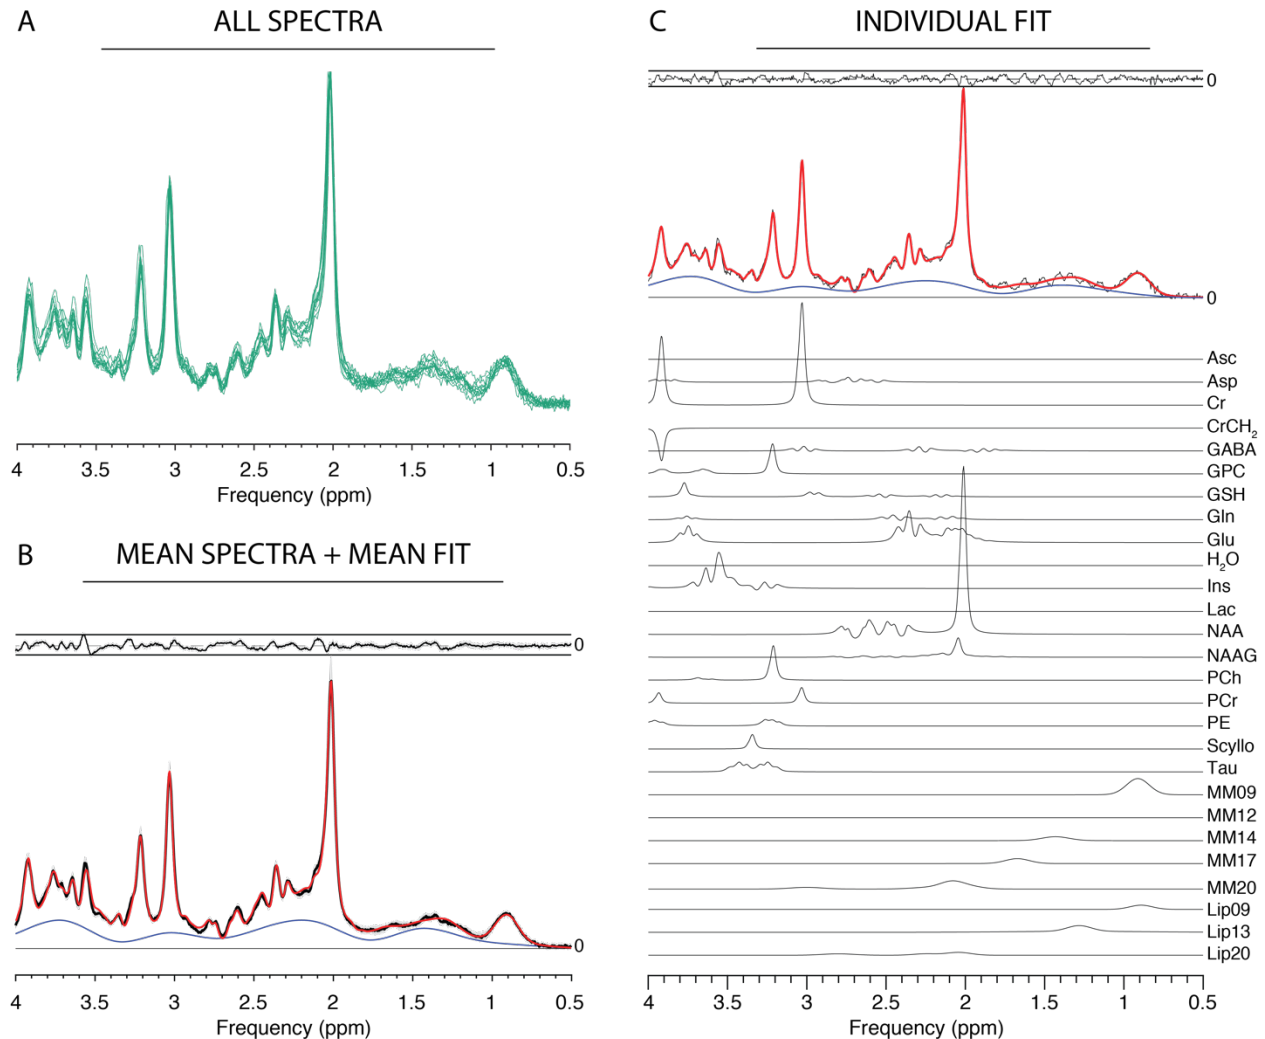 A
ALL SPECTRA
4 3.5 3 2.5 2 1.5 1 0.5
Frequency (ppm)
B
MEAN SPECTRA + MEAN FIT
0
0
4 3.5 3 2.5 2 1.5 1 0.5
Frequency (ppm)
C
INDIVIDUAL FIT
0
0
Asc
Asp
Cr
CrCH2
GABA
GPC
GSH
Gln
Glu
H2O
Ins
Lac
NAA
NAAG
PCh
PCr
PE
Scyllo
Tau
MM09
MM12
MM14
MM17
MM20
Lip09
Lip13
Lip20
4 3.5 3 2.5 2 1.5 1 0.5
Frequency (ppm)